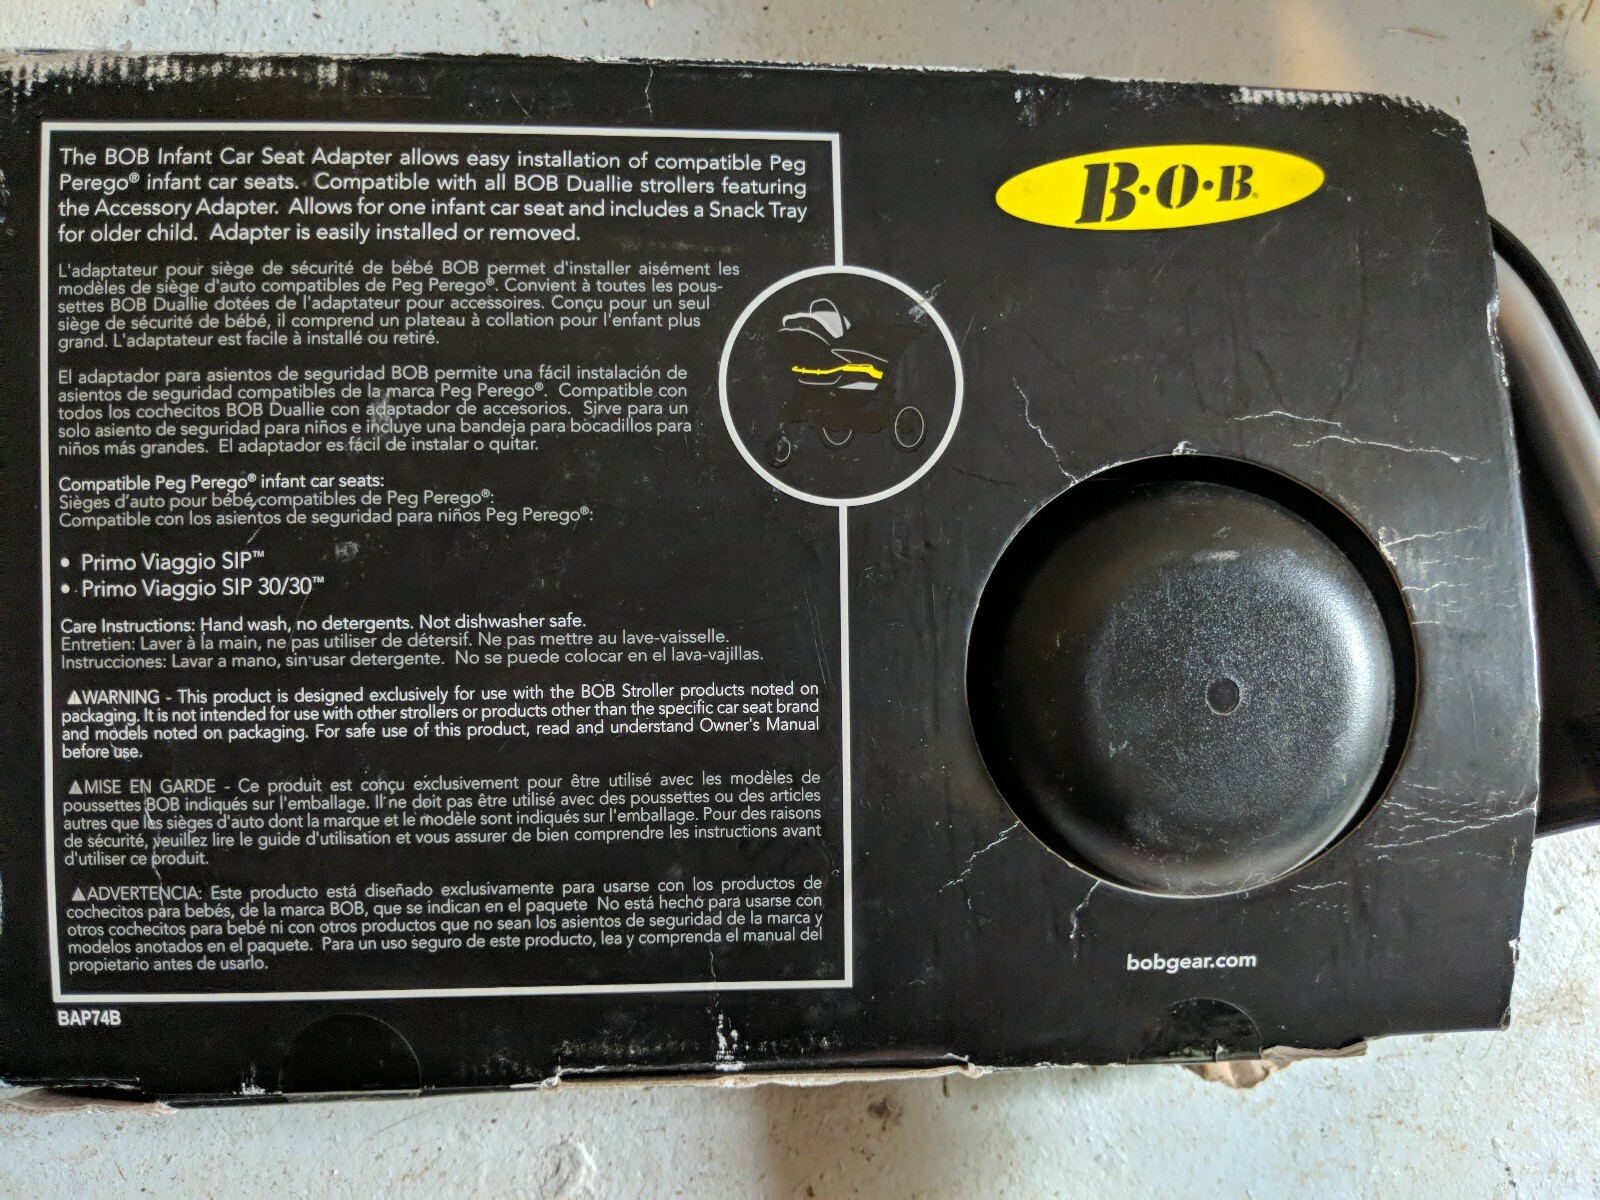 The BOB Infant Car Seat Adapter allows easy installation of compatible Peg
Perego® infant car seats. Compatible with all BOB Duallie strollers featuring
the Accessory Adapter. Allows for one infant car seat and includes a Snack Tray
for older child. Adapter is easily installed or removed.
L'adaptateur pour siège de sécurité de bébé BOB permet d'installer aisément les
modèles de siège d'auto compatibles de Peg Perego®. Convient à toutes les pous-
settes BOB Duallie dotées de l'adaptateur pour accessoires. Conçu pour un seul
siège de sécurité de bébé, il comprend un plateau à collation pour l'enfant plus
grand. L'adaptateur est facile à installé ou retiré.
El adaptador para asientos de seguridad BOB permite una fácil instalación de
asientos de seguridad compatibles de la marca Peg Perego®. Compatible con
todos los cochecitos BOB Duallie con adaptador de accesorios. Sirve para un
solo asiento de seguridad para niños e incluye una bandeja para bocadillos para
niños más grandes. El adaptador es fácil de instalar o quitar.
Compatible Peg Perego® infant car seats:
Sièges d'auto pour bébé compatibles de Peg Perego®:
Compatible con los asientos de seguridad para niños Peg Perego®:
• Primo Viaggio SIP™
• Primo Viaggio SIP 30/30™
Care Instructions: Hand wash, no detergents. Not dishwasher safe.
Entretien: Laver à la main, ne pas utiliser de détersif. Ne pas mettre au lave-vaisselle.
Instrucciones: Lavar a mano, sin usar detergente. No se puede colocar en el lava-vajillas.
⚠WARNING - This product is designed exclusively for use with the BOB Stroller products noted on
packaging. It is not intended for use with other strollers or products other than the specific car seat brand
and models noted on packaging. For safe use of this product, read and understand Owner's Manual
before use.
⚠MISE EN GARDE - Ce produit est conçu exclusivement pour être utilisé avec les modèles de
poussettes BOB indiqués sur l'emballage. Il ne doit pas être utilisé avec des poussettes ou des articles
autres que les sièges d'auto dont la marque et le modèle sont indiqués sur l'emballage. Pour des raisons
de sécurité, veuillez lire le guide d'utilisation et vous assurer de bien comprendre les instructions avant
d'utiliser ce produit.
⚠ADVERTENCIA: Este producto está diseñado exclusivamente para usarse con los productos de
cochecitos para bebés, de la marca BOB, que se indican en el paquete No está hecho para usarse con
otros cochecitos para bebé ni con otros productos que no sean los asientos de seguridad de la marca y
modelos anotados en el paquete. Para un uso seguro de este producto, lea y comprenda el manual del
propietario antes de usarlo.
BAP74B
B•O•B®
bobgear.com